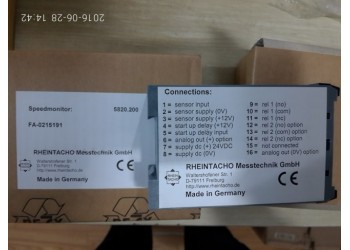 2016-06-28 14:42
Speedmonitor: 5820.200
FA-0215191
RHEINTACHO Messtechnik GmbH
Waltershofener Str. 1
D-79111 Freiburg
http://www.rheintacho.de
Made in Germany
Connections:
1 = sensor input
2 = sensor supply (0V)
3 = sensor supply (+12V)
4 = start up delay (+12V)
5 = start up delay input
6 = analog out (+) option
7 = supply dc (+) 24VDC
8 = supply dc (0V)
9 = rel 1 (nc)
10 = rel 1 (com)
11 = rel 1 (no)
12 = rel 2 (nc) option
13 = rel 2 (com) option
14 = rel 2 (no) option
15 = not connected
16 = analog out (0V) option
RHEINTACHO Messtechnik GmbH
Waltershofener Str. 1
D-79111 Freiburg
http://www.rheintacho.de
Made in Germany